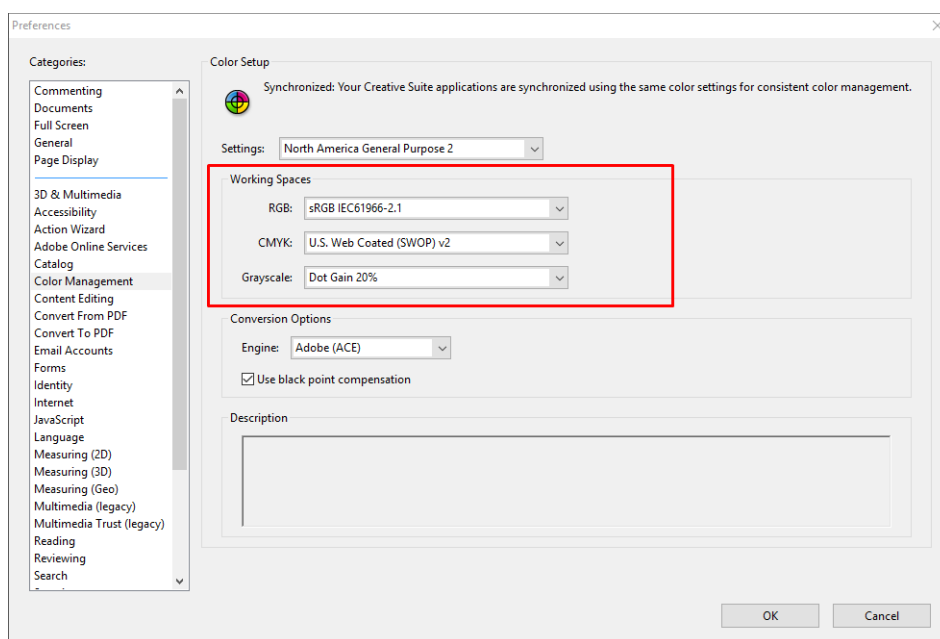 Preferences
Categories:
Commenting
Documents
Full Screen
General
Page Display
3D & Multimedia
Accessibility
Action Wizard
Adobe Online Services
Catalog
Color Management
Content Editing
Convert From PDF
Convert To PDF
Email Accounts
Forms
Identity
Internet
JavaScript
Language
Measuring (2D)
Measuring (3D)
Measuring (Geo)
Multimedia (legacy)
Multimedia Trust (legacy)
Reading
Reviewing
Search
Color Setup
Synchronized: Your Creative Suite applications are synchronized using the same color settings for consistent color management.
Settings: North America General Purpose 2
Working Spaces
RGB: sRGB IEC61966-2.1
CMYK: U.S. Web Coated (SWOP) v2
Grayscale: Dot Gain 20%
Conversion Options
Engine: Adobe (ACE)
Use black point compensation
Description
OK Cancel